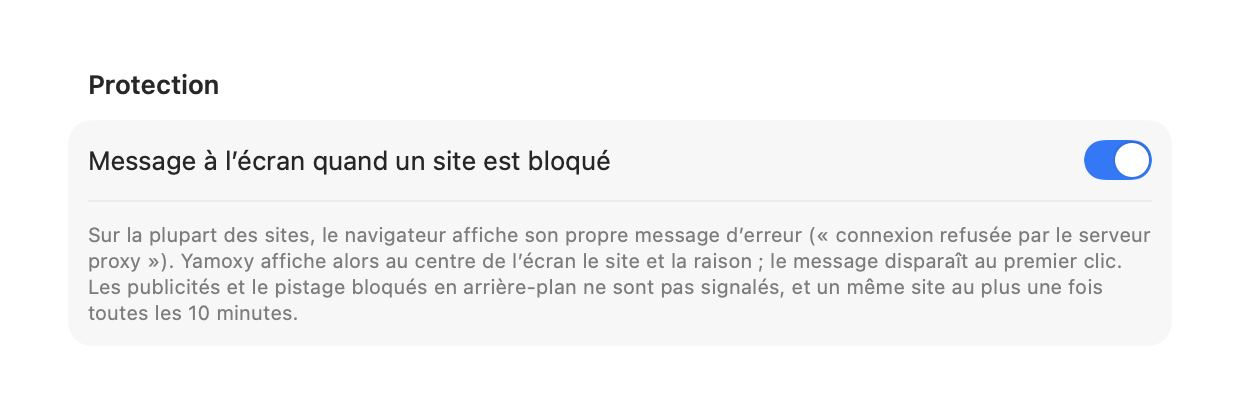 Protection
Message à l’écran quand un site est bloqué
Sur la plupart des sites, le navigateur affiche son propre message d’erreur (« connexion refusée par le serveur
proxy »). Yamoxy affiche alors au centre de l’écran le site et la raison ; le message disparaît au premier clic.
Les publicités et le pistage bloqués en arrière-plan ne sont pas signalés, et un même site au plus une fois
toutes les 10 minutes.